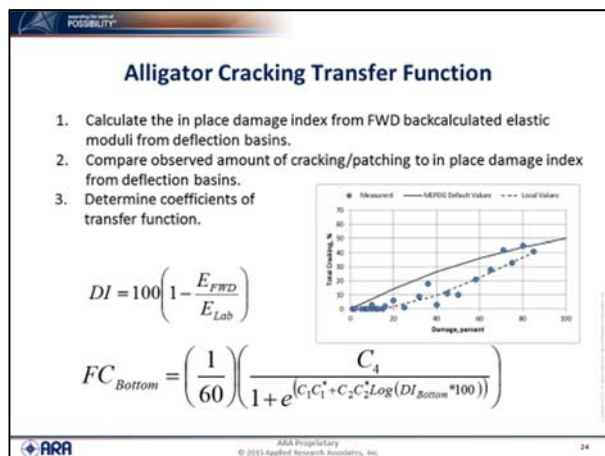 POSSIBILITY
Alligator Cracking Transfer Function
1. Calculate the in place damage index from FWD backcalculated elastic
moduli from deflection basins.
2. Compare observed amount of cracking/patching to in place damage index
from deflection basins.
3. Determine coefficients of
transfer function.
Measured MEPDG Default Values Local Values
Total Cracking, %
70
60
50
40
30
20
10
0
0 20 40 60 80 100
Damage, percent
DI = 100(1 − E_FWD / E_Lab)
FC_Bottom = (1/60)(C_4 / (1 + e^(C_1C_1^* + C_2C_2^*Log(DI_Bottom*100))))
ARA
ARA Proprietary
© 2015 Applied Research Associates, Inc.
24